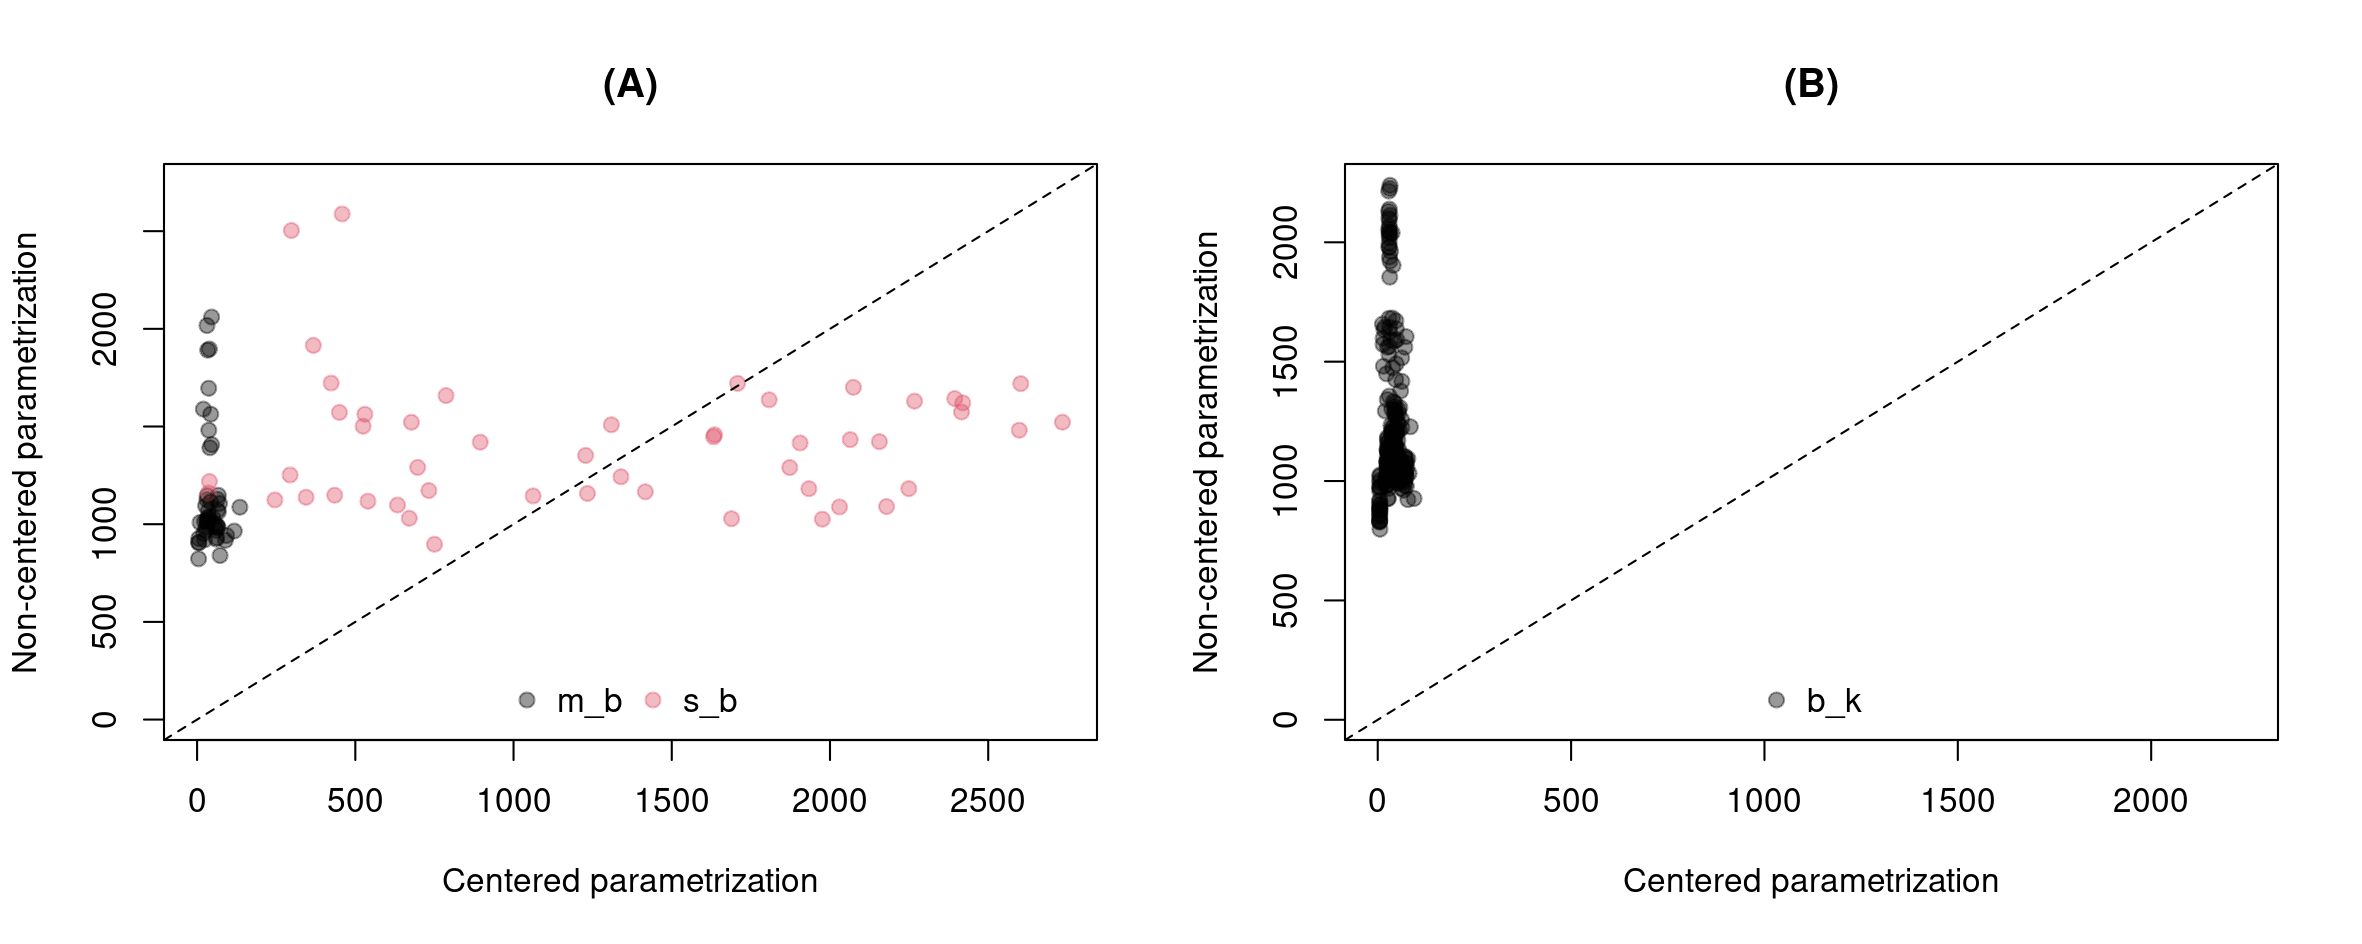 (A)
Non-centered parametrization
2000
1000
500
0
m_b s_b
0 500 1000 1500 2000 2500
Centered parametrization
(B)
Non-centered parametrization
2000
1500
1000
500
0
b_k
0 500 1000 1500 2000
Centered parametrization